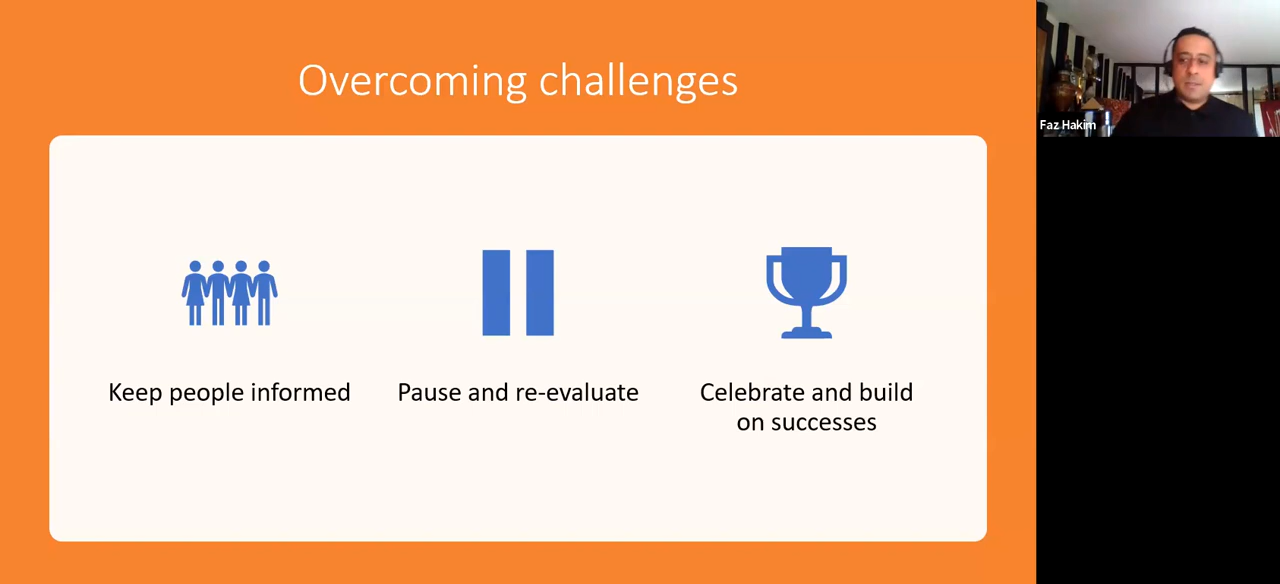 Overcoming challenges
Keep people informed
Pause and re-evaluate
Celebrate and build
on successes
Faz Hakim